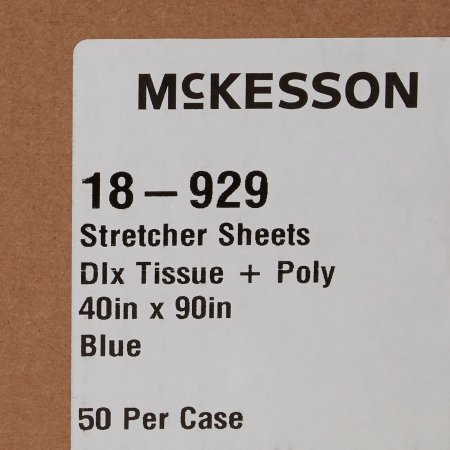 McKESSON
18-929
Stretcher Sheets
Dlx Tissue + Poly
40in x 90in
Blue
50 Per Case